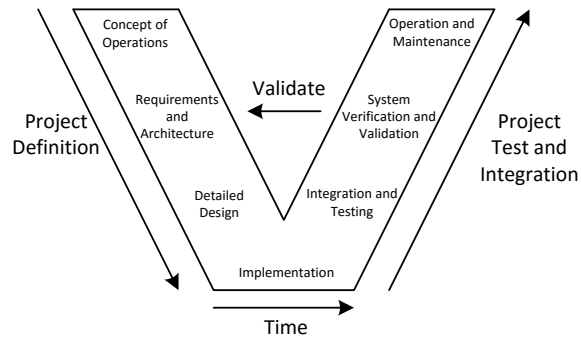 Concept of
Operations
Operation and
Maintenance
Validate
Requirements
and
Architecture
System
Verification and
Validation
Project
Definition
Project
Test and
Integration
Detailed
Design
Integration and
Testing
Implementation
Time